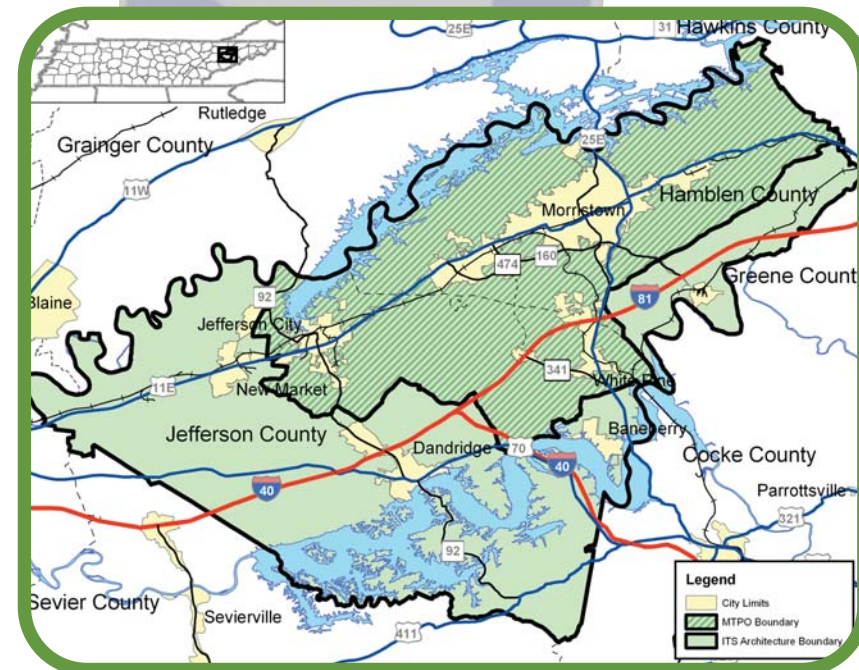 25E
31
Hawkins County
Rutledge
Grainger County
25E
11W
Hamblen County
Morristown
474
160
Greene Count
92
81
Blaine
Jefferson City
11E
New Market
341
White Pine
Jefferson County
Baneberry
Dandridge
70
40
Cocke County
40
Parrottsville
321
92
Sevier County
Sevierville
411
Legend
City Limits
MTPO Boundary
ITS Architecture Boundary